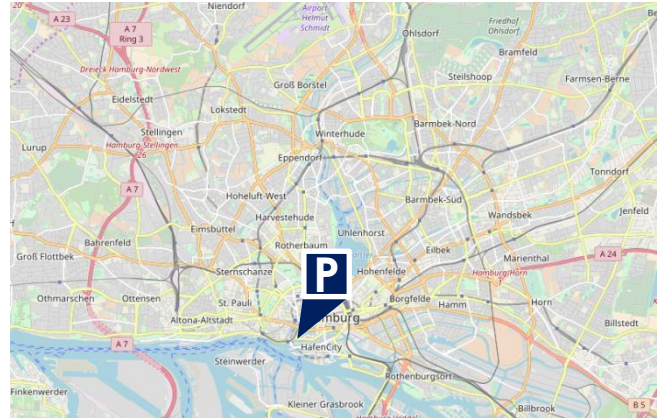 Niendorf
Airport
Helmut
Schmidt
Ohlsdorf
Friedhof
Ohlsdorf
A 23
A 7
Ring 3
Bramfeld
Dreieck Hamburg-Nordwest
Steilshoop
Farmsen-Berne
Groß Borstel
Eidelstedt
Lokstedt
Stellingen
Winterhude
Barmbek-Nord
Lurup
Hamburg-Stellingen
26
Eppendorf
Tonndorf
A 7
Hoheluft-West
Barmbek-Süd
Wandsbek
Jenfeld
Harvestehude
Eimsbüttel
Uhlenhorst
Bahrenfeld
Rotherbaum
Eilbek
Groß Flottbek
Marienthal
A 24
Sternschanze
P
Hohenfelde
Hamburg-Horn
Othmarschen
Ottensen
St. Pauli
Borgfelde
Hamm
Horn
Altona-Altstadt
mburg
Billstedt
A 7
Steinwerder
HafenCity
Rothenburgsort
Finkenwerder
Kleiner Grasbrook
Billbrook
B 5